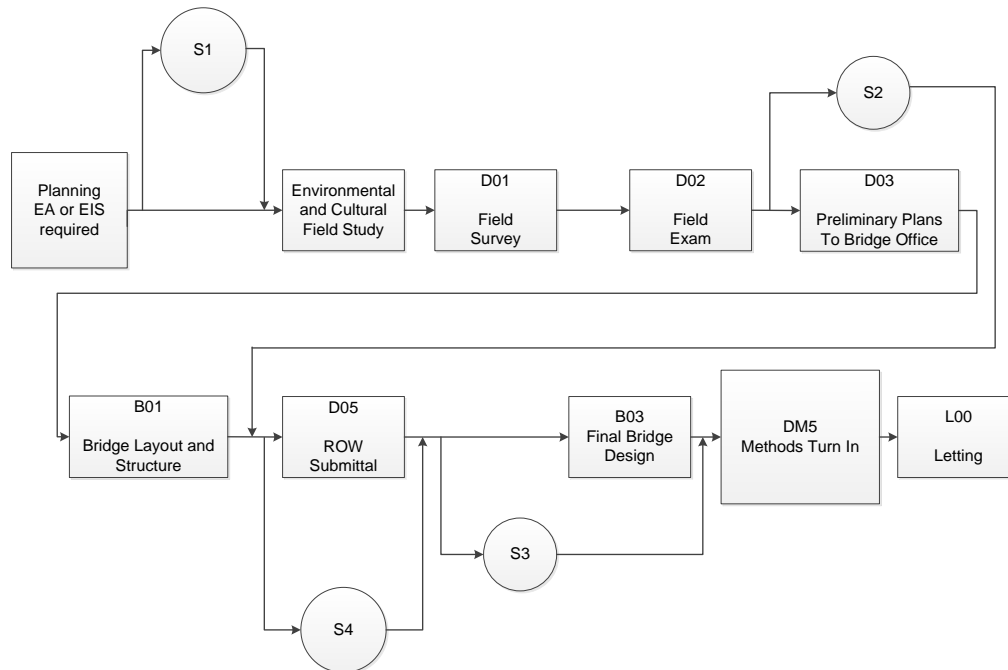 S1
S2
Planning
EA or EIS
required
Environmental
and Cultural
Field Study
D01
Field
Survey
D02
Field
Exam
D03
Preliminary Plans
To Bridge Office
B01
Bridge Layout and
Structure
D05
ROW
Submittal
B03
Final Bridge
Design
DM5
Methods Turn In
L00
Letting
S3
S4